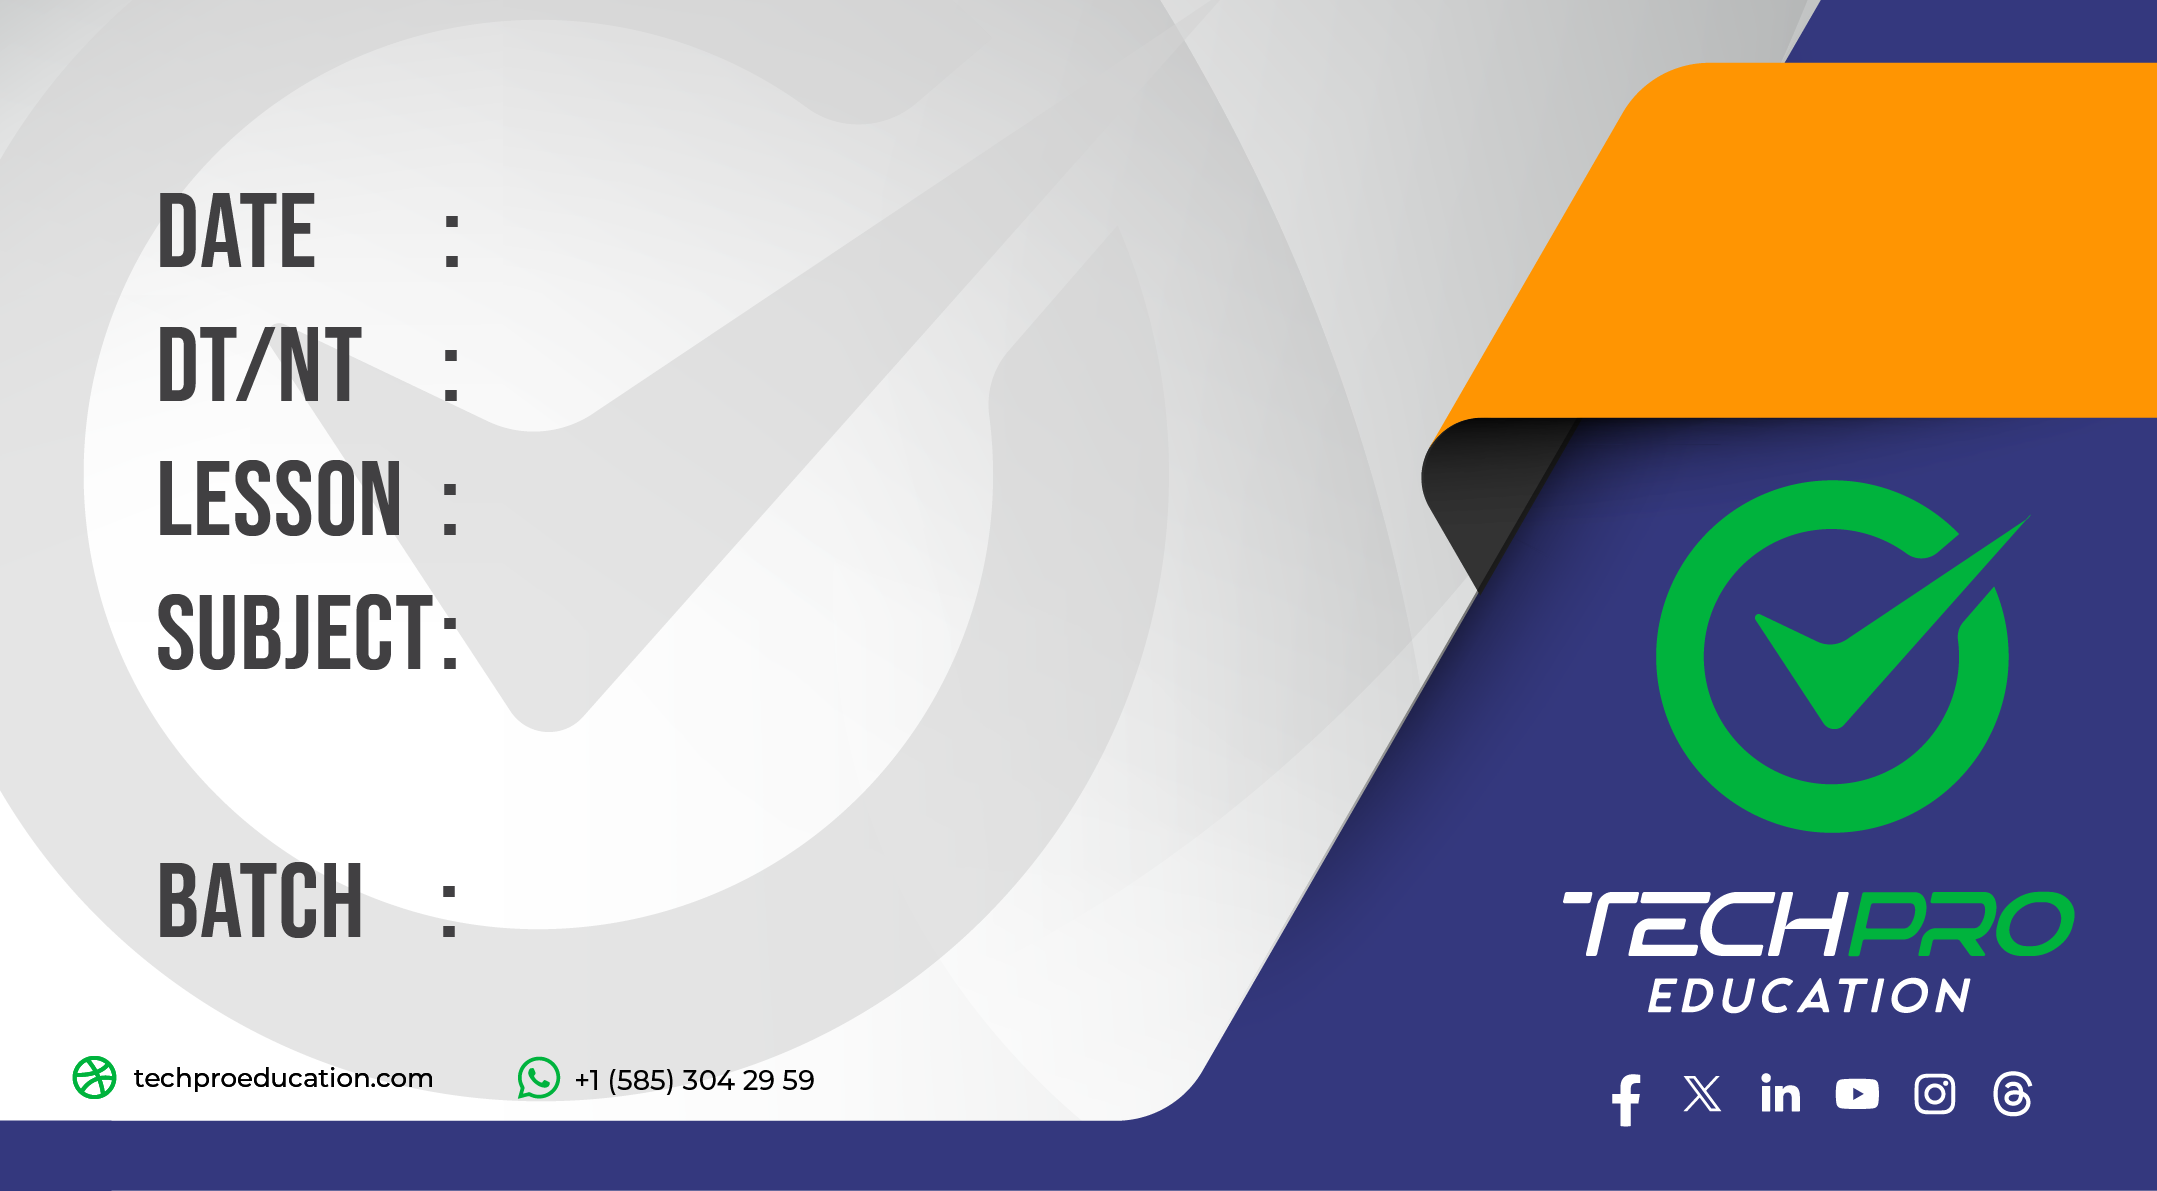 DATE :
DT/NT :
LESSON :
SUBJECT :
BATCH :
TECHPRO
EDUCATION
techproeducation.com
+1 (585) 304 29 59